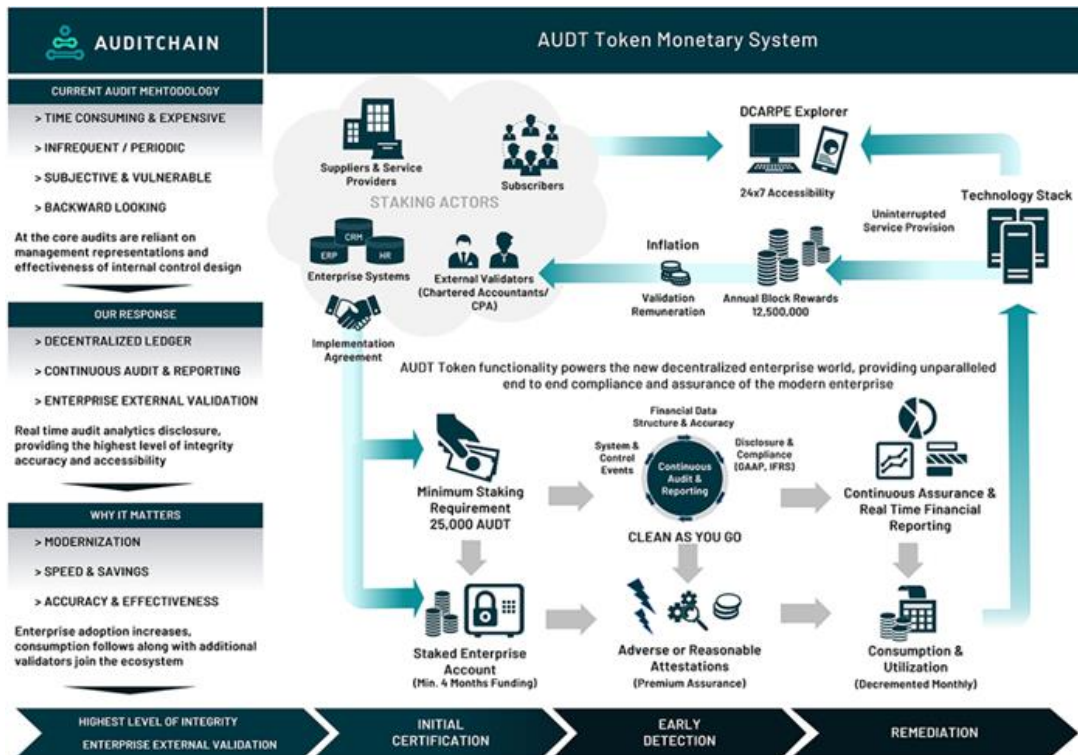 AUDITCHAIN
AUDT Token Monetary System
CURRENT AUDIT MEHTODOLOGY
> TIME CONSUMING & EXPENSIVE
> INFREQUENT / PERIODIC
> SUBJECTIVE & VULNERABLE
> BACKWARD LOOKING
At the core audits are reliant on
management representations and
effectiveness of internal control design
OUR RESPONSE
> DECENTRALIZED LEDGER
> CONTINUOUS AUDIT & REPORTING
> ENTERPRISE EXTERNAL VALIDATION
Real time audit analytics disclosure,
providing the highest level of integrity
accuracy and accessibility
WHY IT MATTERS
> MODERNIZATION
> SPEED & SAVINGS
> ACCURACY & EFFECTIVENESS
Enterprise adoption increases,
consumption follows along with additional
validators join the ecosystem
Suppliers & Service
Providers
Subscribers
STAKING ACTORS
CRM
ERP
HR
Enterprise Systems
External Validators
(Chartered Accountants/
CPA)
Implementation
Agreement
DCARPE Explorer
24x7 Accessibility
Technology Stack
Uninterrupted
Service Provision
Inflation
Validation
Remuneration
Annual Block Rewards
12,500,000
AUDT Token functionality powers the new decentralized enterprise world, providing unparalleled
end to end compliance and assurance of the modern enterprise
Minimum Staking
Requirement
25,000 AUDT
Financial Data
Structure & Accuracy
System &
Control
Events
Disclosure &
Compliance
(GAAP, IFRS)
Continuous
Audit &
Reporting
CLEAN AS YOU GO
Continuous Assurance &
Real Time Financial
Reporting
Staked Enterprise
Account
(Min. 4 Months Funding)
Adverse or Reasonable
Attestations
(Premium Assurance)
Consumption &
Utilization
(Decremented Monthly)
HIGHEST LEVEL OF INTEGRITY
ENTERPRISE EXTERNAL VALIDATION
INITIAL
CERTIFICATION
EARLY
DETECTION
REMEDIATION